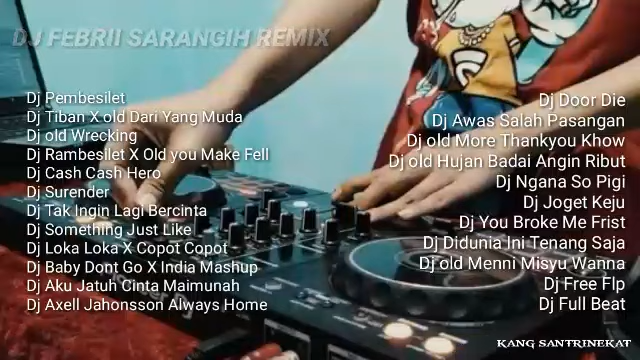 DJ FEBRII SARANGIH REMIX
Dj Pembesilet
Dj Tiban X old Dari Yang Muda
Dj old Wrecking
Dj Rambesilet X Old you Make Fell
Dj Cash Cash Hero
Dj Surender
Dj Tak Ingin Lagi Bercinta
Dj Something Just Like
Dj Loka Loka X Copot Copot
Dj Baby Dont Go X India Mashup
Dj Aku Jatuh Cinta Maimunah
Dj Axell Jahonsson Always Home
Dj Door Die
Dj Awas Salah Pasangan
Dj old More Thankyou Khow
Dj old Hujan Badai Angin Ribut
Dj Ngana So Pigi
Dj Joget Keju
Dj You Broke Me Frist
Dj Didunia Ini Tenang Saja
Dj old Menni Misyu Wanna
Dj Free Flp
Dj Full Beat
KANG SANTRINEKAT